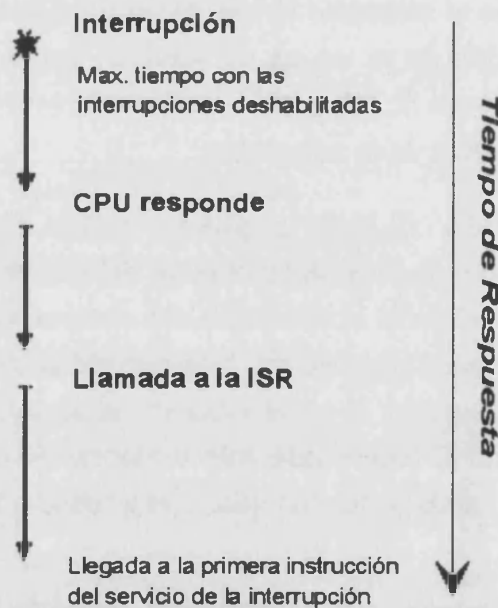 Interrupción
Max. tiempo con las
interrupciones deshabilitadas
CPU responde
Llamada a la ISR
Llegada a la primera instrucción
del servicio de la interrupción
Tiempo de Respuesta